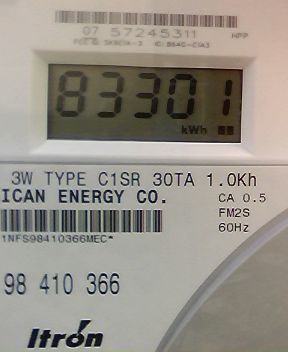 07 57245311 HPP
83301
kWh
3W TYPE C1SR 30TA 1.0Kh
ICAN ENERGY CO. CA 0.5
FM2S
60Hz
1NFS98410366MEC*
98 410 366
Itron